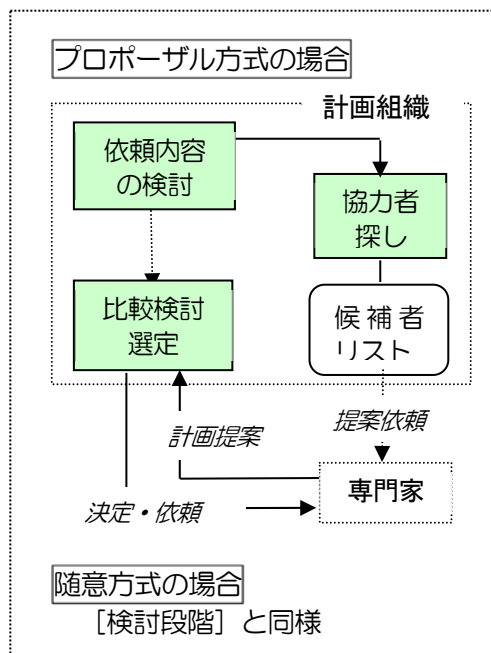 プロポーザル方式の場合
計画組織
依頼内容
の検討
協力者
探し
比較検討
選定
候補者
リスト
計画提案
提案依頼
専門家
決定・依頼
随意方式の場合
［検討段階］と同様